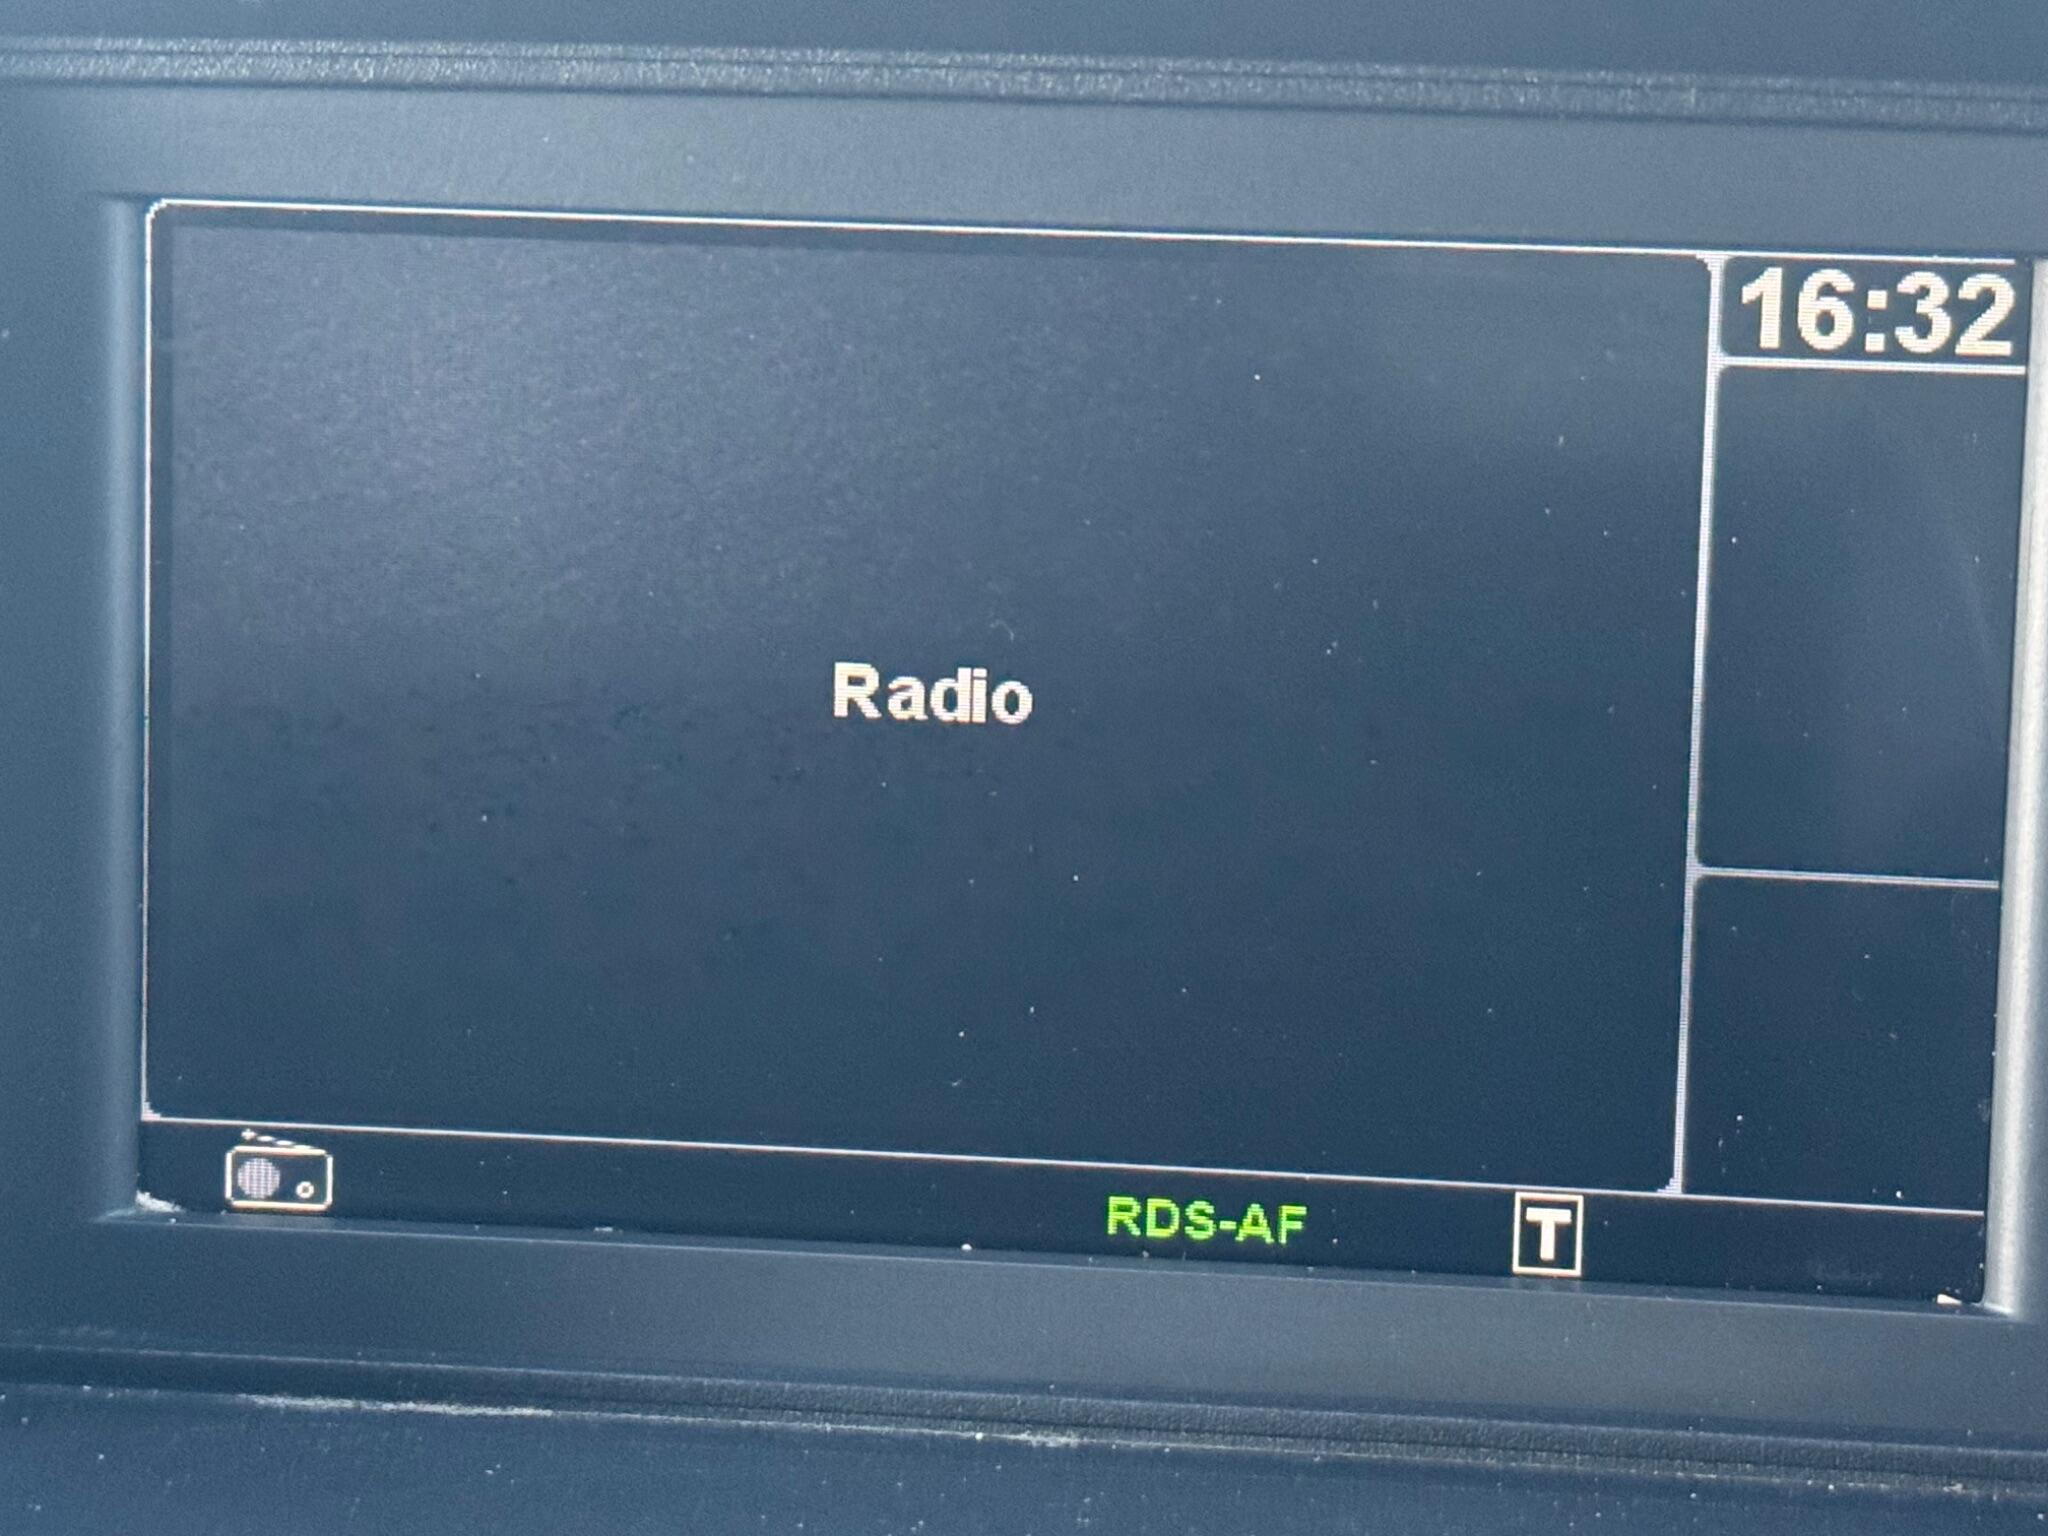 16:32
Radio
RDS-AF
T